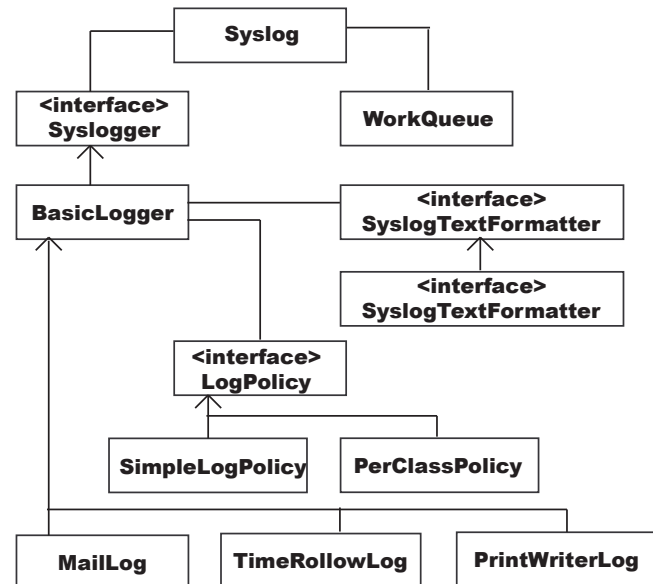 Syslog
<interface>
Syslogger
WorkQueue
BasicLogger
<interface>
SyslogTextFormatter
<interface>
SyslogTextFormatter
<interface>
LogPolicy
SimpleLogPolicy
PerClassPolicy
MailLog
TimeRollowLog
PrintWriterLog